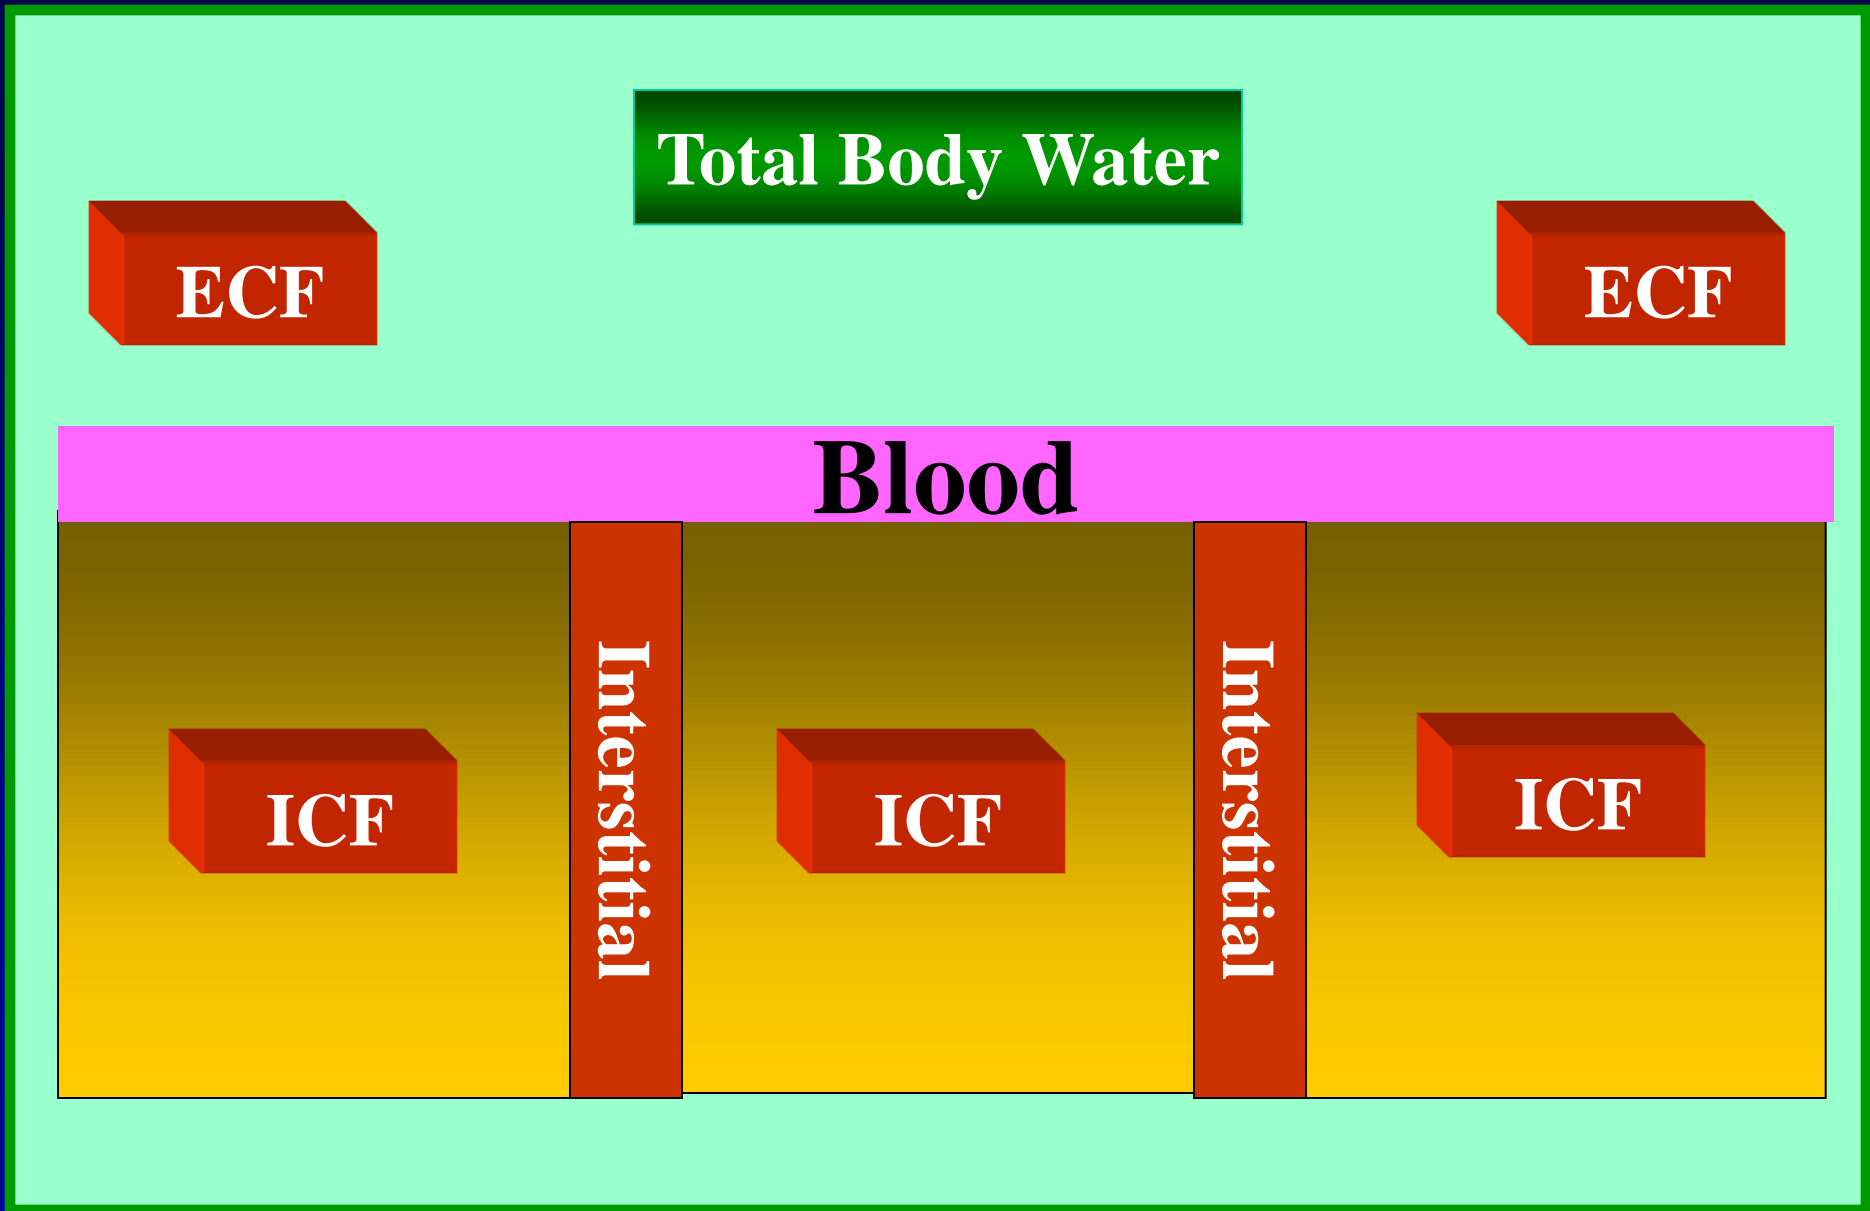 Total Body Water
ECF
ECF
Blood
Interstitial
Interstitial
ICF
ICF
ICF